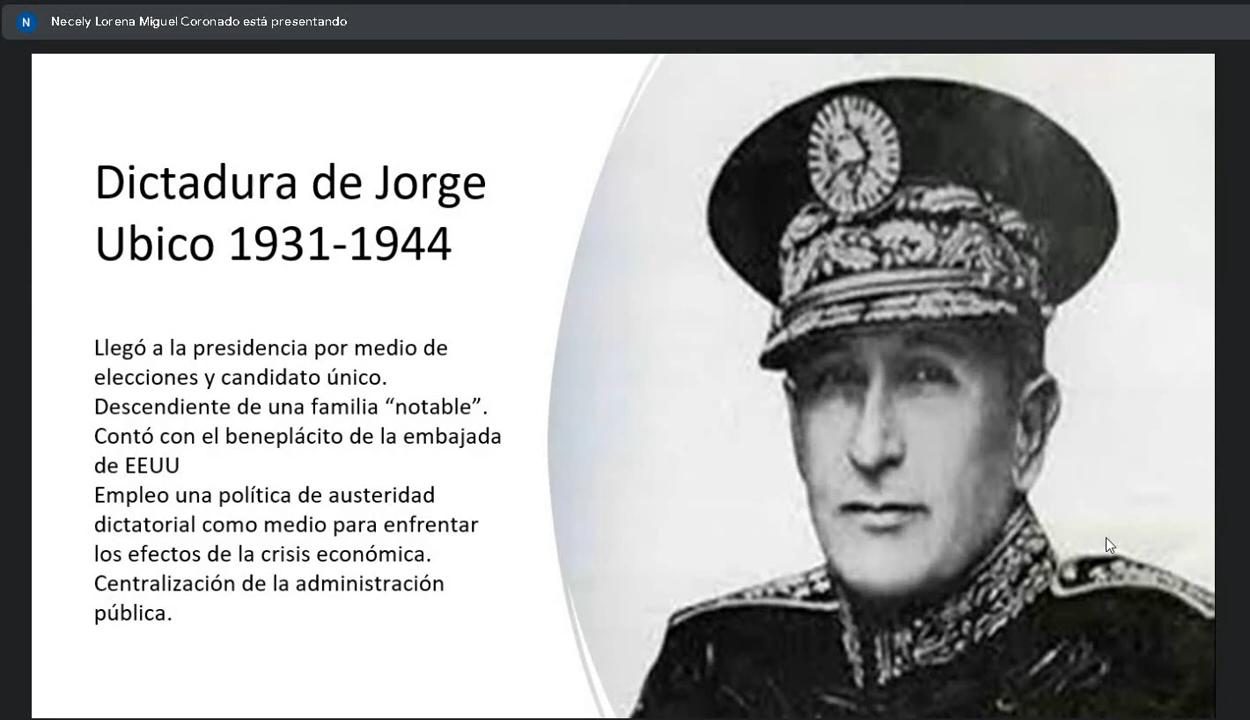 N
Necely Lorena Miguel Coronado está presentando
Dictadura de Jorge
Ubico 1931-1944
Llegó a la presidencia por medio de
elecciones y candidato único.
Descendiente de una familia “notable”.
Contó con el beneplácito de la embajada
de EEUU
Empleo una política de austeridad
dictatorial como medio para enfrentar
los efectos de la crisis económica.
Centralización de la administración
pública.